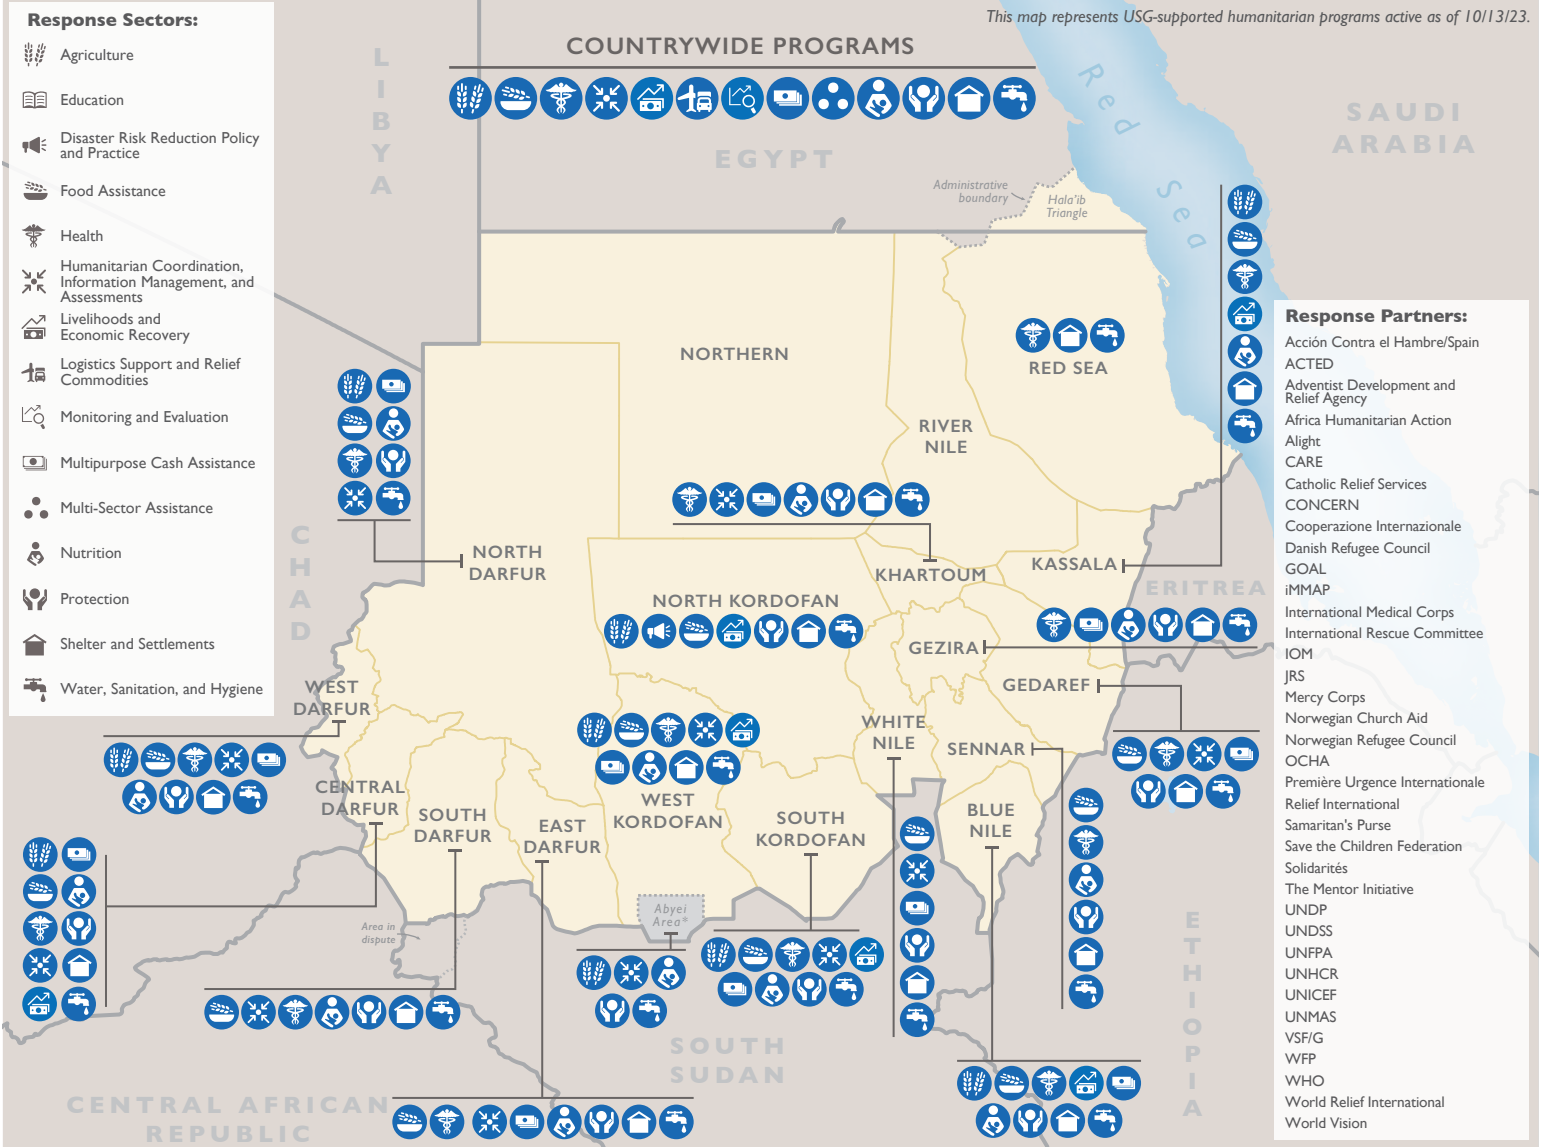 This map represents USG-supported humanitarian programs active as of 10/13/23.
Response Sectors:
Agriculture
Education
Disaster Risk Reduction Policy
and Practice
Food Assistance
Health
Humanitarian Coordination,
Information Management, and
Assessments
Livelihoods and
Economic Recovery
Logistics Support and Relief
Commodities
Monitoring and Evaluation
Multipurpose Cash Assistance
Multi-Sector Assistance
Nutrition
Protection
Shelter and Settlements
Water, Sanitation, and Hygiene
COUNTRYWIDE PROGRAMS
LIBYA
EGYPT
Red Sea
SAUDI
ARABIA
Administrative
boundary
Hala'ib
Triangle
NORTHERN
RED SEA
RIVER
NILE
CHAD
NORTH
DARFUR
KHARTOUM
KASSALA
ERITREA
NORTH KORDOFAN
GEZIRA
GEDAREF
WEST
DARFUR
WHITE
NILE
SENNAR
CENTRAL
DARFUR
SOUTH
DARFUR
EAST
DARFUR
WEST
KORDOFAN
SOUTH
KORDOFAN
BLUE
NILE
Abyei
Area*
Area in
dispute
ETHIOPIA
SOUTH
SUDAN
CENTRAL AFRICAN
REPUBLIC
Response Partners:
Acción Contra el Hambre/Spain
ACTED
Adventist Development and
Relief Agency
Africa Humanitarian Action
Alight
CARE
Catholic Relief Services
CONCERN
Cooperazione Internazionale
Danish Refugee Council
GOAL
iMMAP
International Medical Corps
International Rescue Committee
IOM
JRS
Mercy Corps
Norwegian Church Aid
Norwegian Refugee Council
OCHA
Première Urgence Internationale
Relief International
Samaritan's Purse
Save the Children Federation
Solidarités
The Mentor Initiative
UNDP
UNDSS
UNFPA
UNHCR
UNICEF
UNMAS
VSF/G
WFP
WHO
World Relief International
World Vision